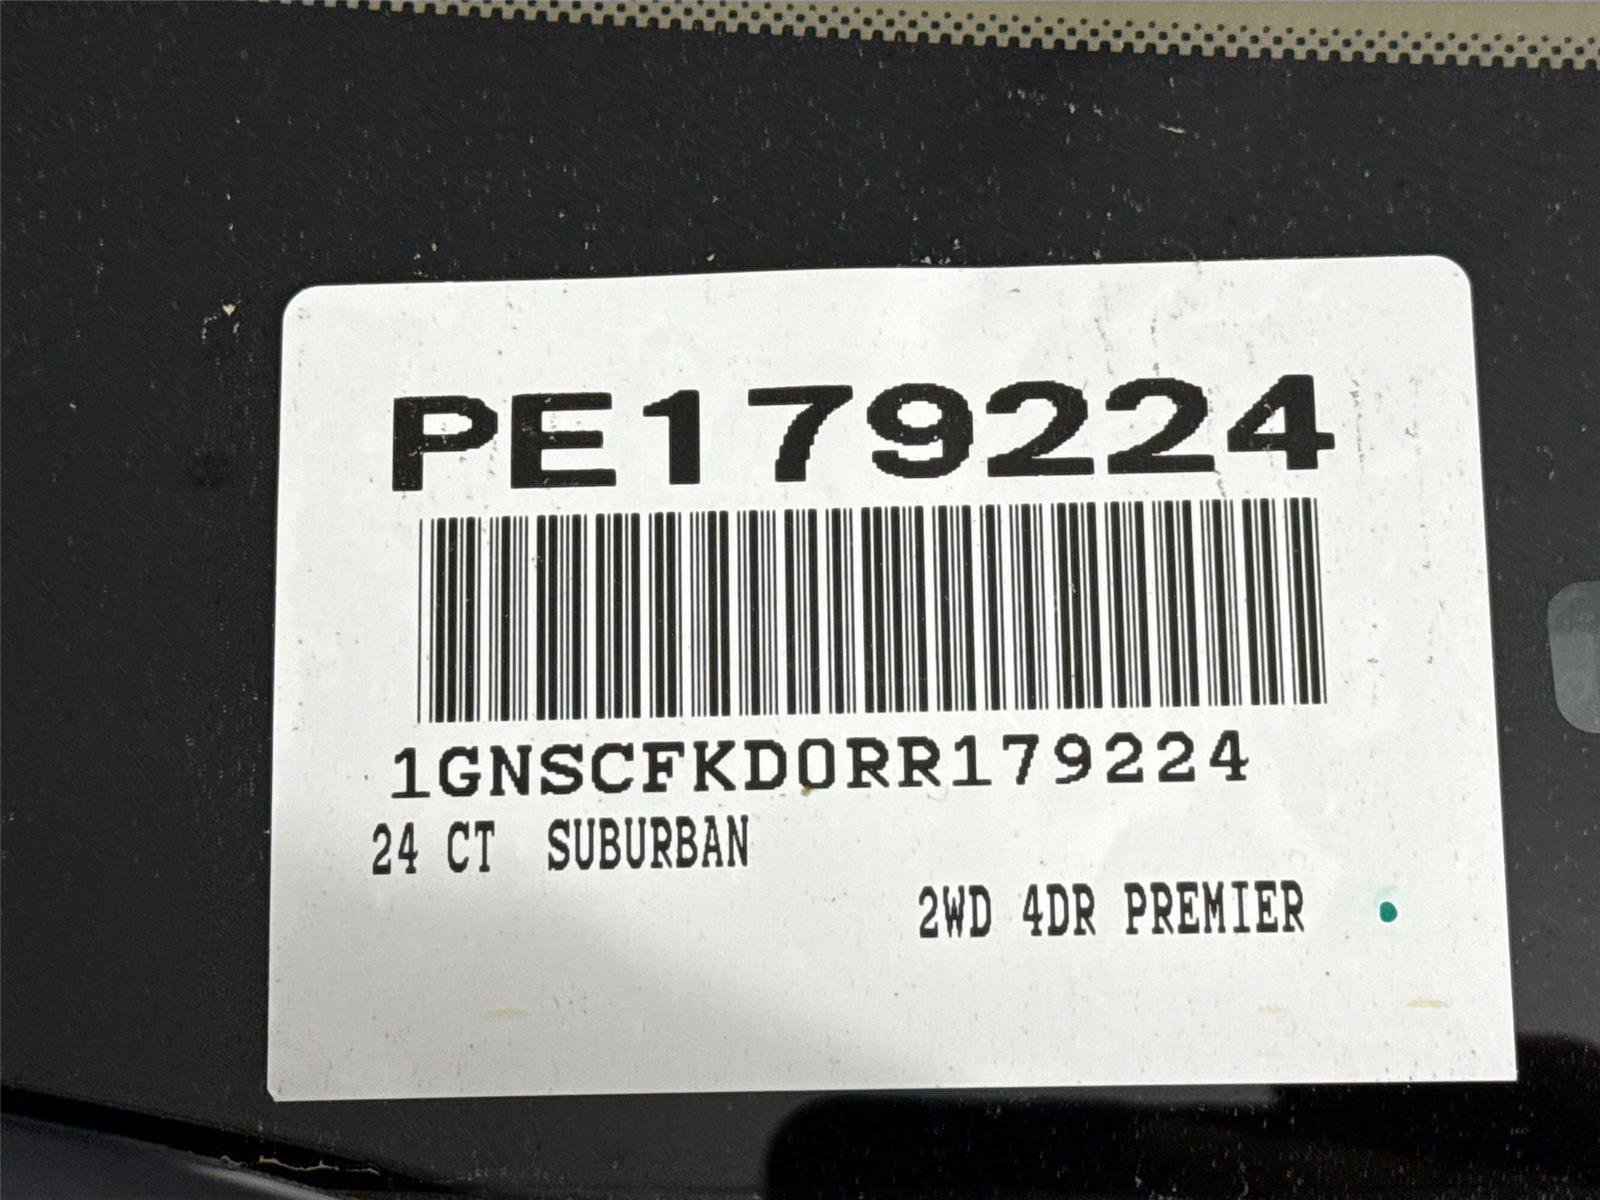 PE179224
1GNSCFKD0RR179224
24 CT SUBURBAN
2WD 4DR PREMIER